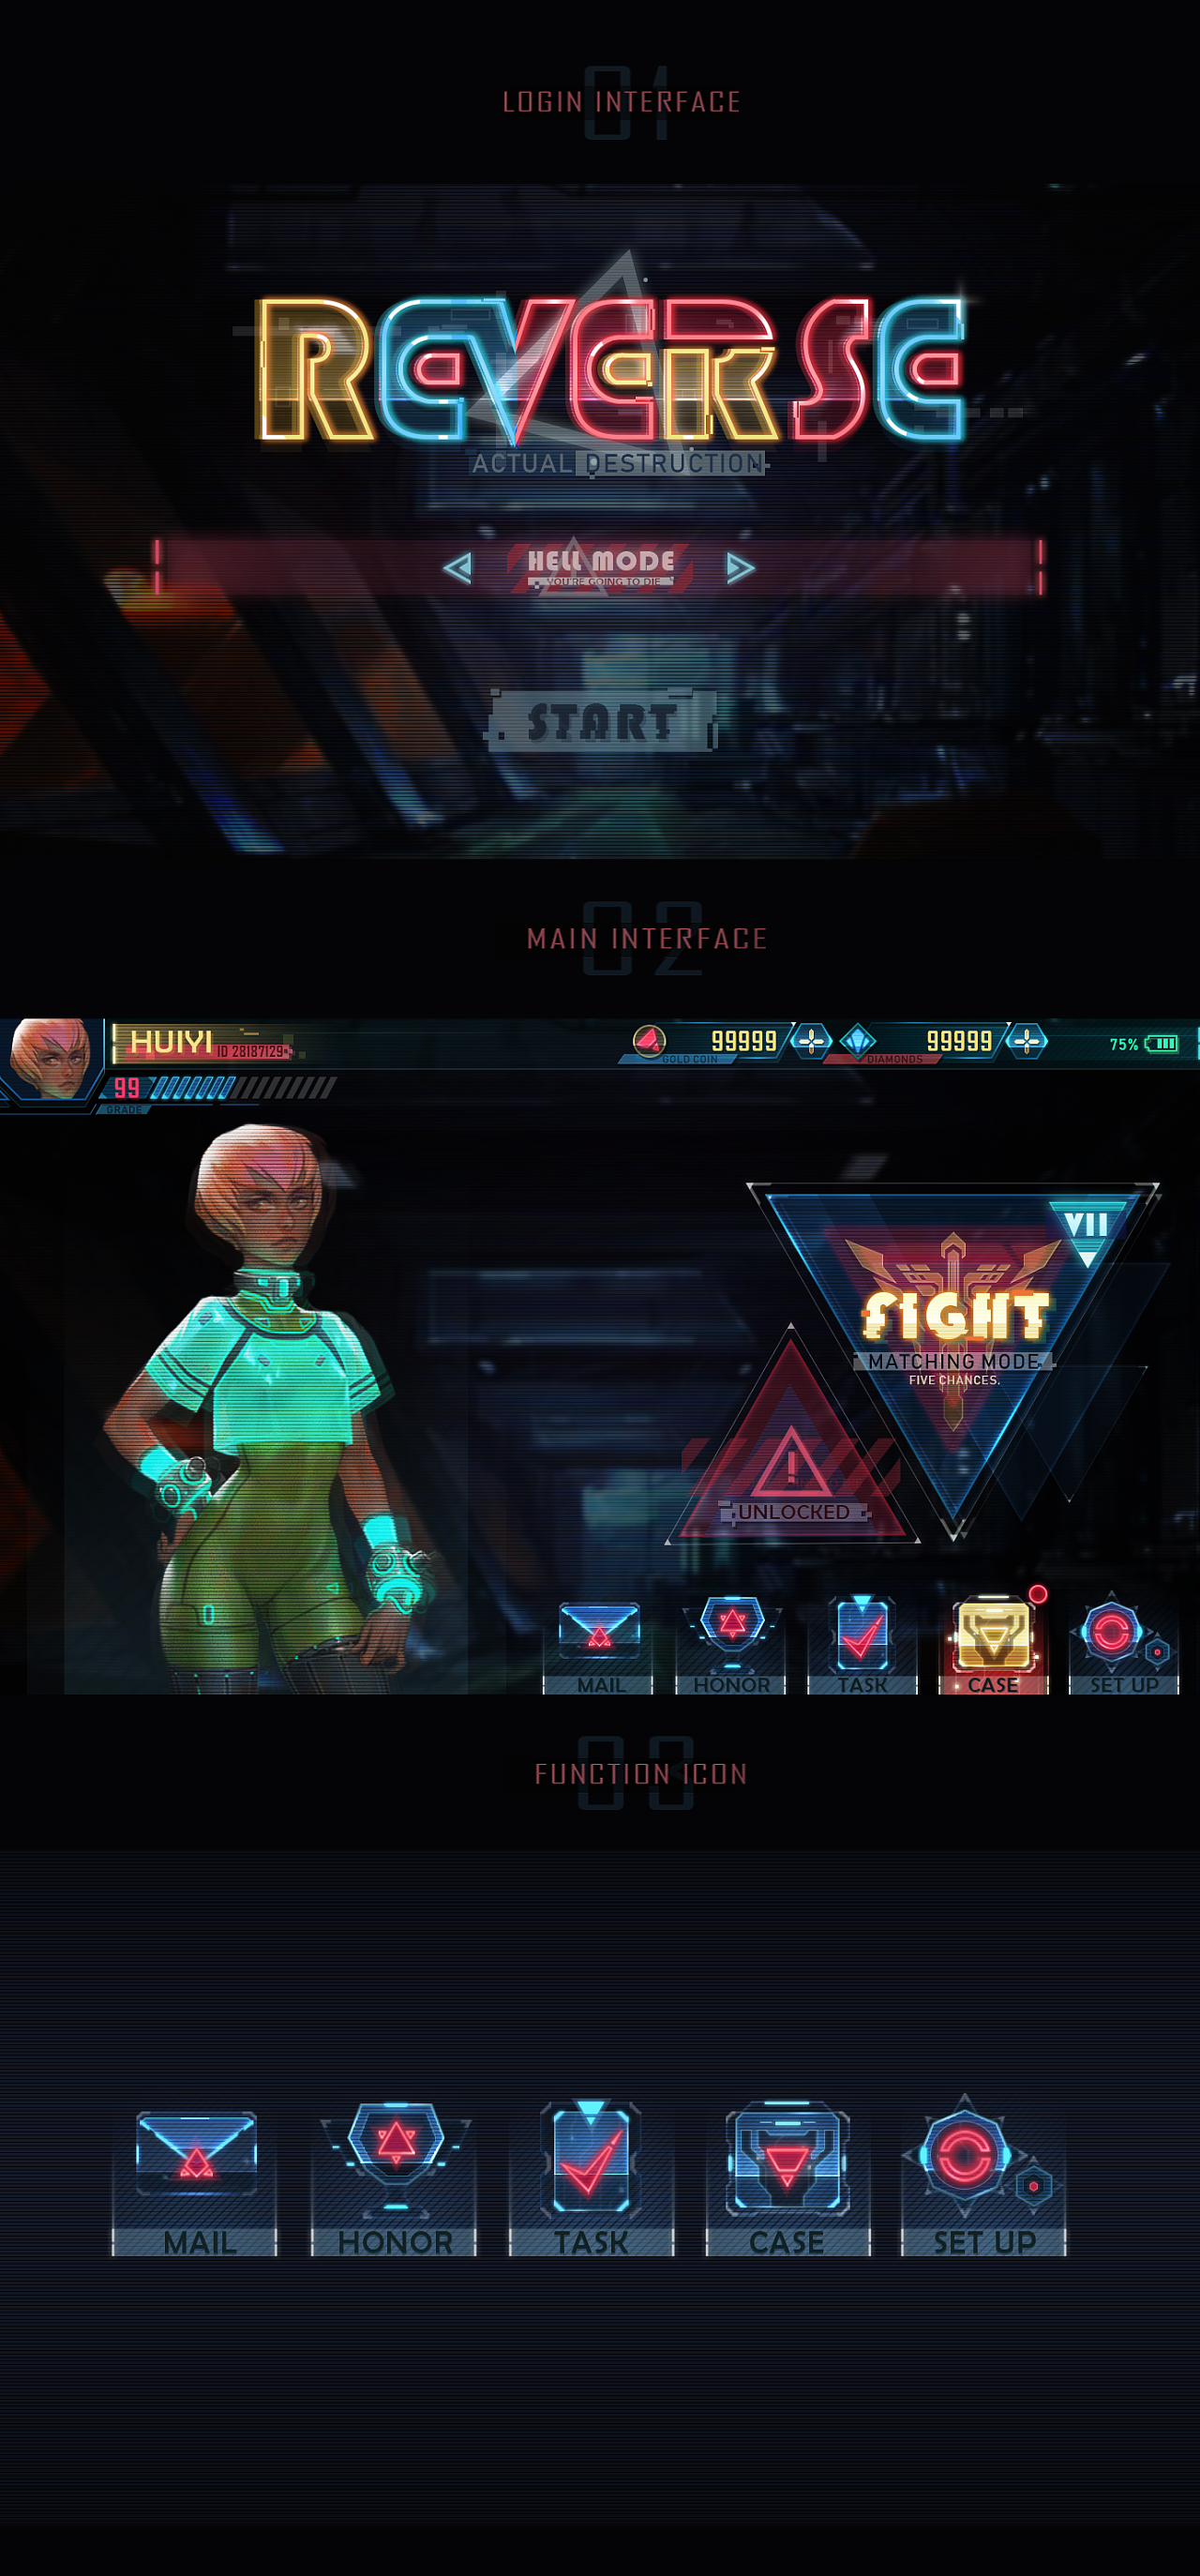 01
LOGIN INTERFACE
REVERSE
ACTUAL DESTRUCTION
HELL MODE
YOU'RE GOING TO DIE
START
02
MAIN INTERFACE
HUIYI ID 28187129
99999 99999 75%
GOLD COIN DIAMONDS
99
GRADE
VII
FIGHT
MATCHING MODE
FIVE CHANCES.
UNLOCKED
MAIL HONOR TASK CASE SET UP
03
FUNCTION ICON
MAIL HONOR TASK CASE SET UP